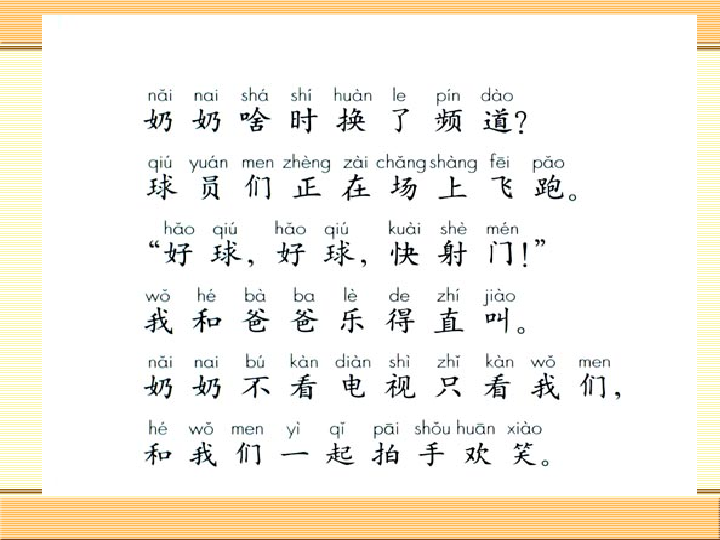 nǎi nai shá shí huàn le pín dào
奶奶啥时换了频道?
qiú yuán men zhèng zài chǎng shàng fēi pǎo
球员们正在场上飞跑。
hǎo qiú hǎo qiú kuài shè mén
“好球,好球,快射门!”
wǒ hé bà ba lè de zhí jiào
我和爸爸乐得直叫。
nǎi nai bú kàn diàn shì zhǐ kàn wǒ men
奶奶不看电视只看我们,
hé wǒ men yì qǐ pāi shǒu huān xiào
和我们一起拍手欢笑。